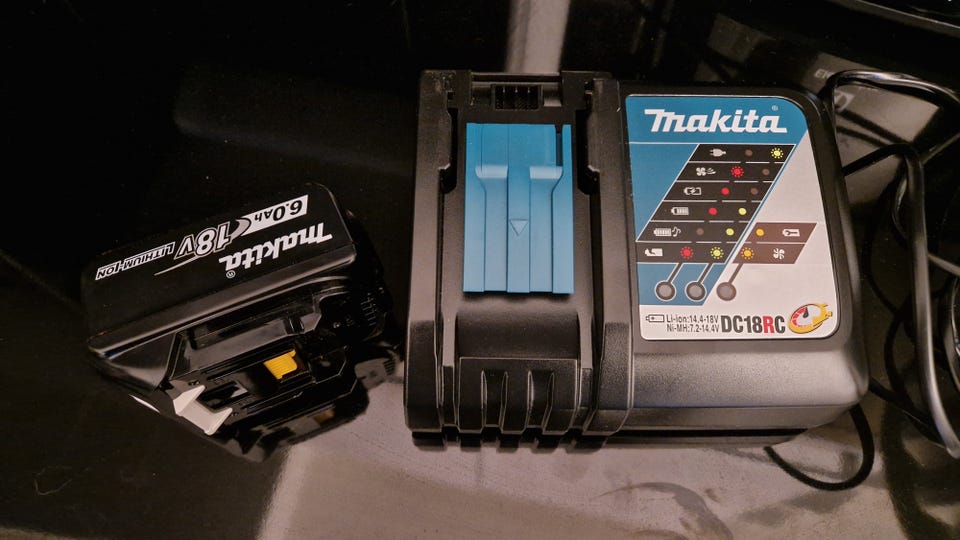 makita®
Li-ion:14.4-18V
Ni-MH:7.2-14.4V
DC18RC
makita®
18V
6.0Ah
LITHIUM-ION